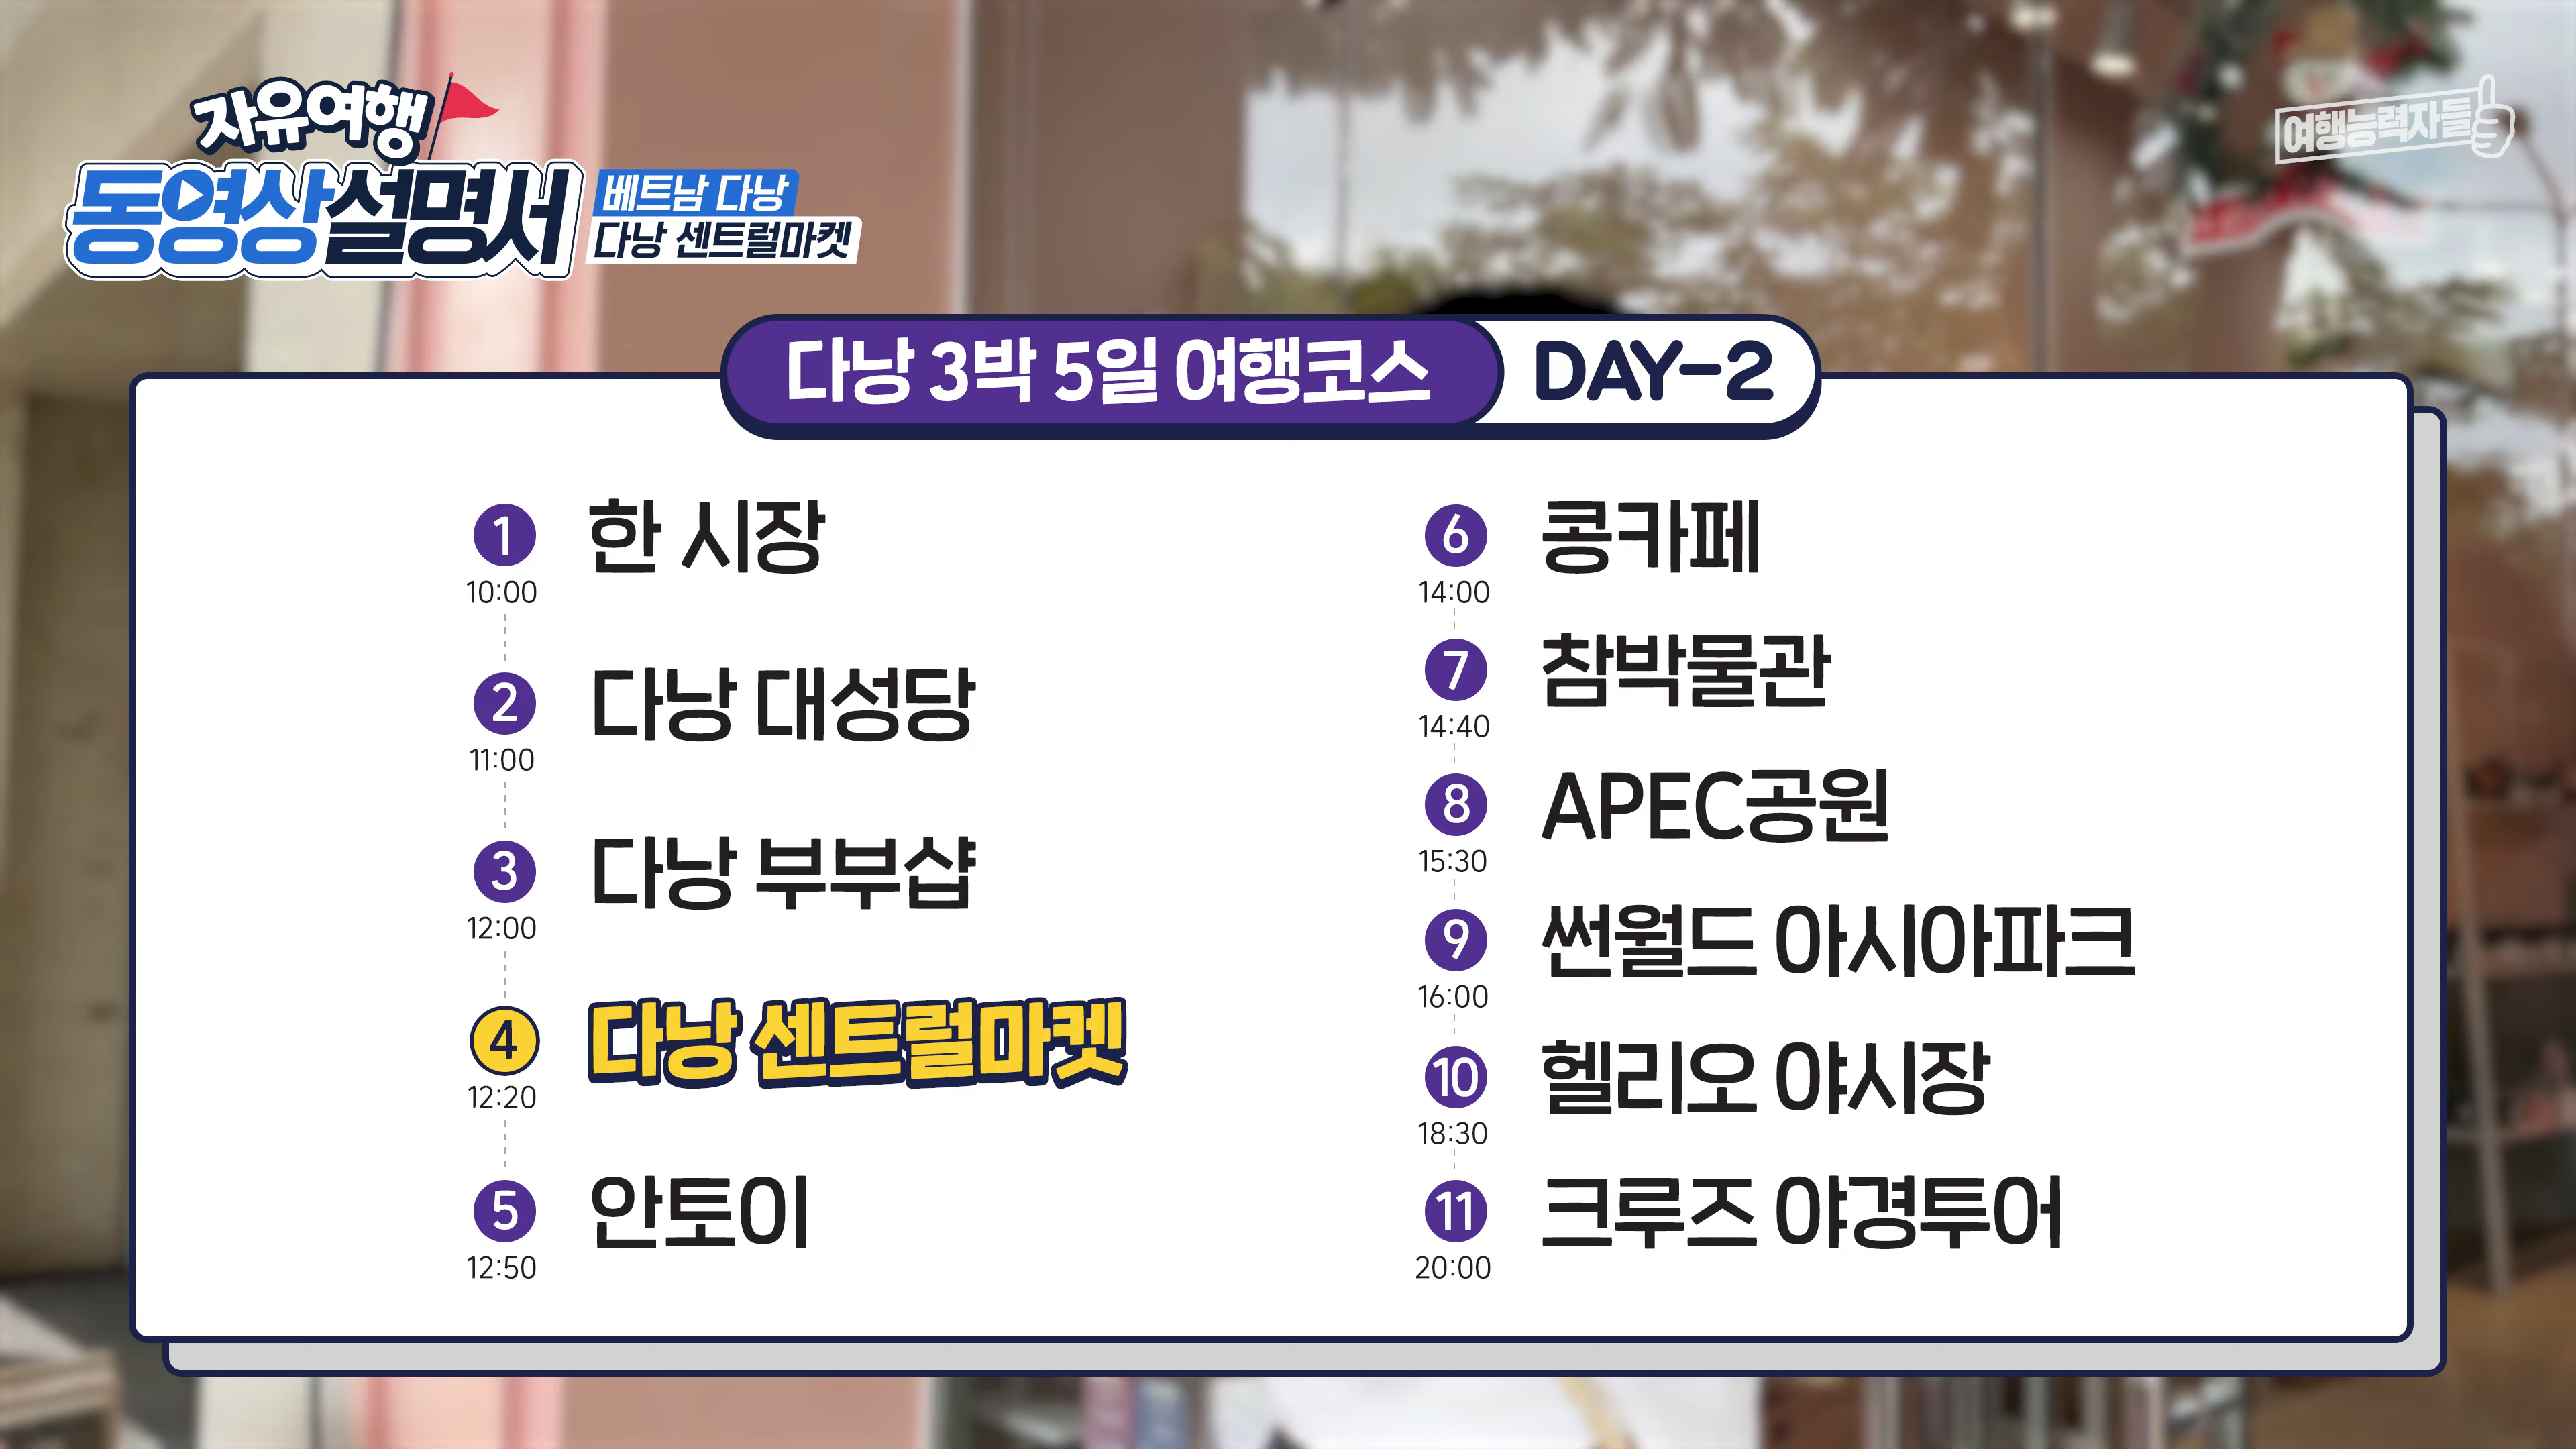 자유여행
동영상설명서
베트남 다낭
다낭 센트럴마켓
여행능력자들
다낭 3박 5일 여행코스 DAY-2
1 한 시장
10:00
2 다낭 대성당
11:00
3 다낭 부부샵
12:00
4 다낭 센트럴마켓
12:20
5 안토이
12:50
6 콩카페
14:00
7 참박물관
14:40
8 APEC공원
15:30
9 썬월드 아시아파크
16:00
10 헬리오 야시장
18:30
11 크루즈 야경투어
20:00